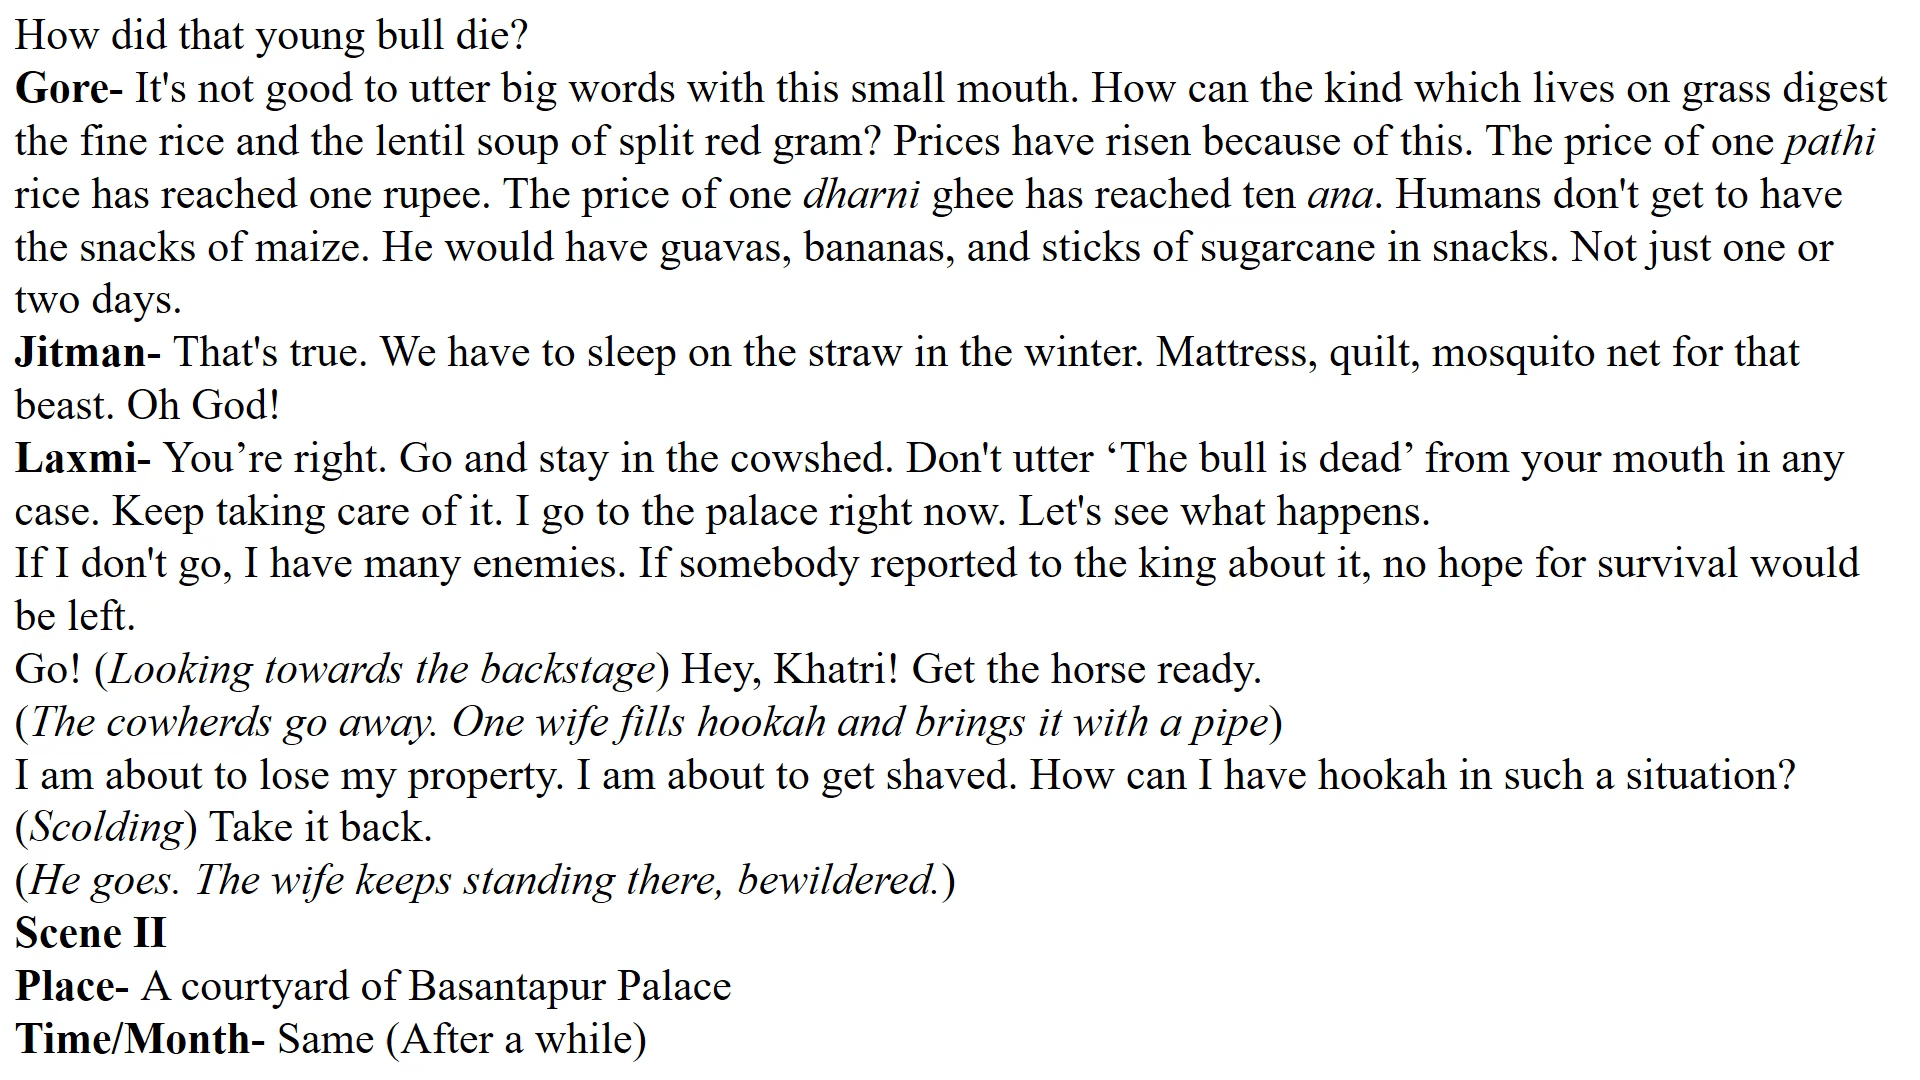 How did that young bull die?
Gore- It's not good to utter big words with this small mouth. How can the kind which lives on grass digest
the fine rice and the lentil soup of split red gram? Prices have risen because of this. The price of one pathi
rice has reached one rupee. The price of one dharni ghee has reached ten ana. Humans don't get to have
the snacks of maize. He would have guavas, bananas, and sticks of sugarcane in snacks. Not just one or
two days.
Jitman- That's true. We have to sleep on the straw in the winter. Mattress, quilt, mosquito net for that
beast. Oh God!
Laxmi- You’re right. Go and stay in the cowshed. Don't utter ‘The bull is dead’ from your mouth in any
case. Keep taking care of it. I go to the palace right now. Let's see what happens.
If I don't go, I have many enemies. If somebody reported to the king about it, no hope for survival would
be left.
Go! (Looking towards the backstage) Hey, Khatri! Get the horse ready.
(The cowherds go away. One wife fills hookah and brings it with a pipe)
I am about to lose my property. I am about to get shaved. How can I have hookah in such a situation?
(Scolding) Take it back.
(He goes. The wife keeps standing there, bewildered.)
Scene II
Place- A courtyard of Basantapur Palace
Time/Month- Same (After a while)